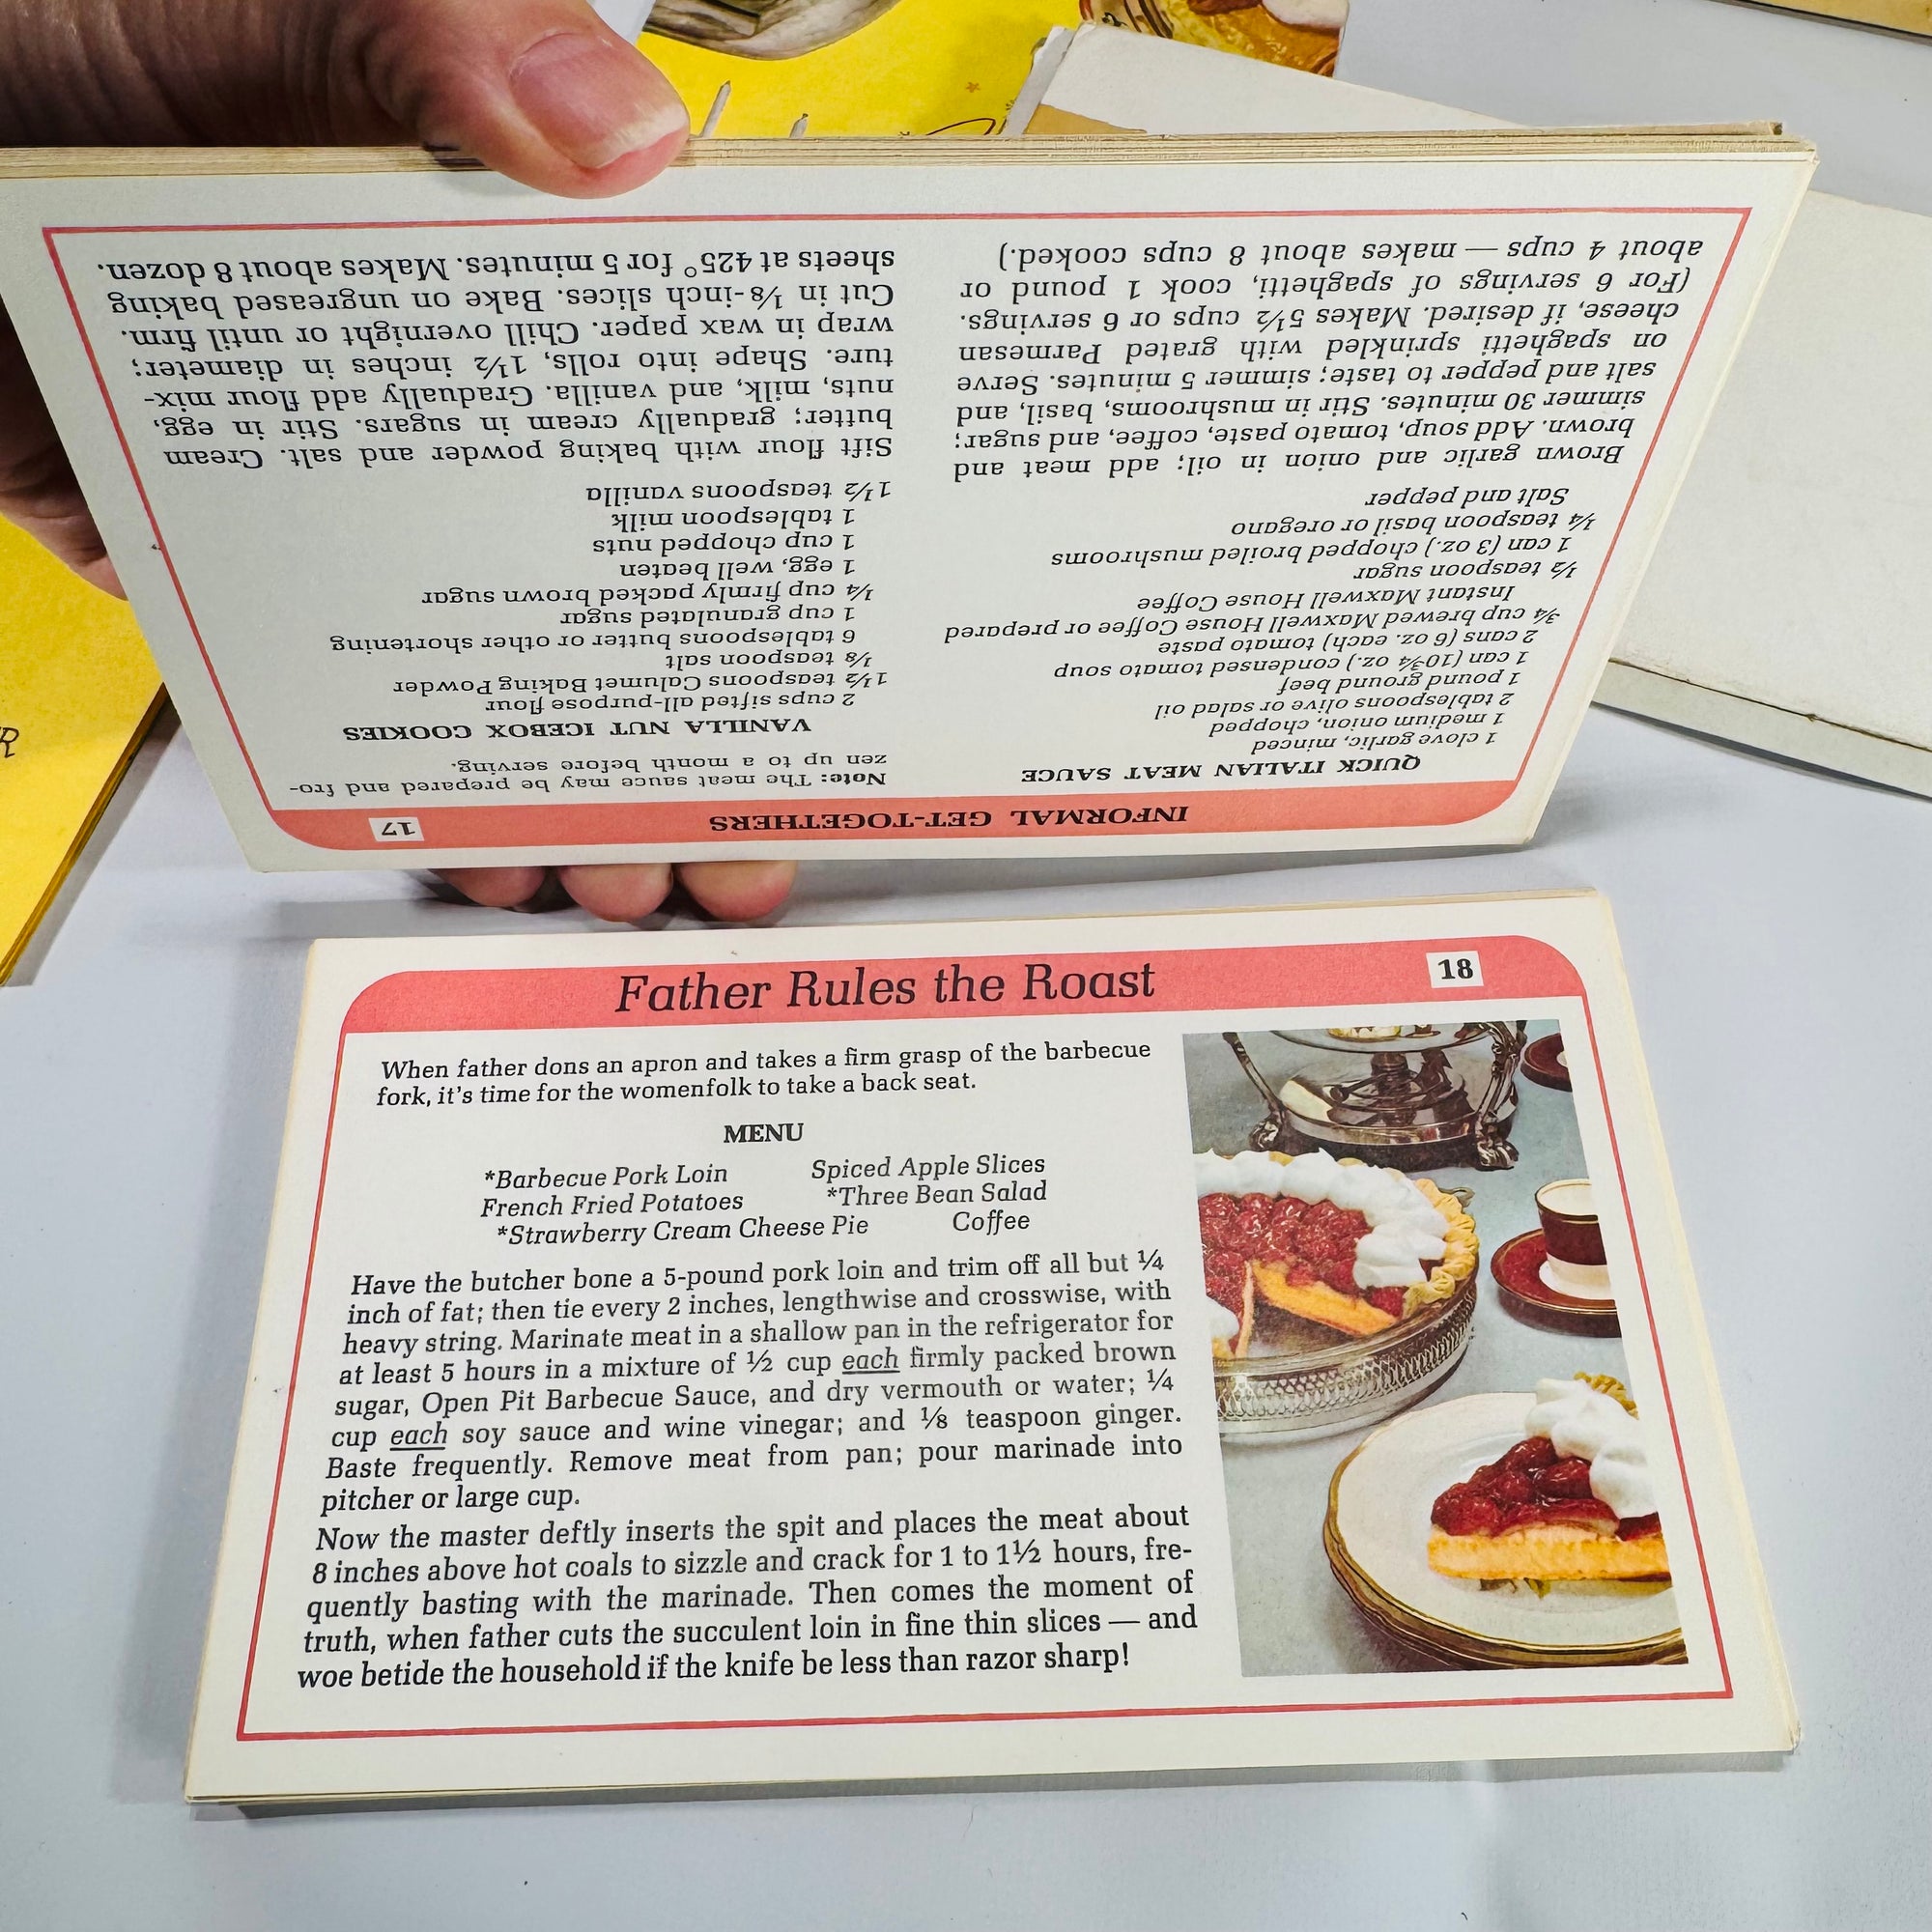 INFORMAL GET-TOGETHERS
17
QUICK ITALIAN MEAT SAUCE
1 clove garlic, minced
1 medium onion, chopped
2 tablespoons olive or salad oil
1 pound ground beef
1 can (10¾ oz.) condensed tomato soup
2 cans (6 oz. each) tomato paste
¾ cup brewed Maxwell House Coffee or prepared
Instant Maxwell House Coffee
½ teaspoon sugar
1 can (3 oz.) chopped broiled mushrooms
¼ teaspoon basil or oregano
Salt and pepper
Brown garlic and onion in oil; add meat and
brown. Add soup, tomato paste, coffee, and sugar;
simmer 30 minutes. Stir in mushrooms, basil, and
salt and pepper to taste; simmer 5 minutes. Serve
on spaghetti sprinkled with grated Parmesan
cheese, if desired. Makes 5½ cups or 6 servings.
(For 6 servings of spaghetti, cook 1 pound or
about 4 cups — makes about 8 cups cooked.)
Note: The meat sauce may be prepared and fro-
zen up to a month before serving.
VANILLA NUT ICEBOX COOKIES
2 cups sifted all-purpose flour
1½ teaspoons Calumet Baking Powder
⅛ teaspoon salt
6 tablespoons butter or other shortening
1 cup granulated sugar
¼ cup firmly packed brown sugar
1 egg, well beaten
1 cup chopped nuts
1 tablespoon milk
1½ teaspoons vanilla
Sift flour with baking powder and salt. Cream
butter; gradually cream in sugars. Stir in egg,
nuts, milk, and vanilla. Gradually add flour mix-
ture. Shape into rolls, 1½ inches in diameter;
wrap in wax paper. Chill overnight or until firm.
Cut in ⅛-inch slices. Bake on ungreased baking
sheets at 425° for 5 minutes. Makes about 8 dozen.
Father Rules the Roast
18
When father dons an apron and takes a firm grasp of the barbecue
fork, it's time for the womenfolk to take a back seat.
MENU
*Barbecue Pork Loin Spiced Apple Slices
French Fried Potatoes *Three Bean Salad
*Strawberry Cream Cheese Pie Coffee
Have the butcher bone a 5-pound pork loin and trim off all but ¼
inch of fat; then tie every 2 inches, lengthwise and crosswise, with
heavy string. Marinate meat in a shallow pan in the refrigerator for
at least 5 hours in a mixture of ½ cup each firmly packed brown
sugar, Open Pit Barbecue Sauce, and dry vermouth or water; ¼
cup each soy sauce and wine vinegar; and ⅛ teaspoon ginger.
Baste frequently. Remove meat from pan; pour marinade into
pitcher or large cup.
Now the master deftly inserts the spit and places the meat about
8 inches above hot coals to sizzle and crack for 1 to 1½ hours, fre-
quently basting with the marinade. Then comes the moment of
truth, when father cuts the succulent loin in fine thin slices — and
woe betide the household if the knife be less than razor sharp!
R